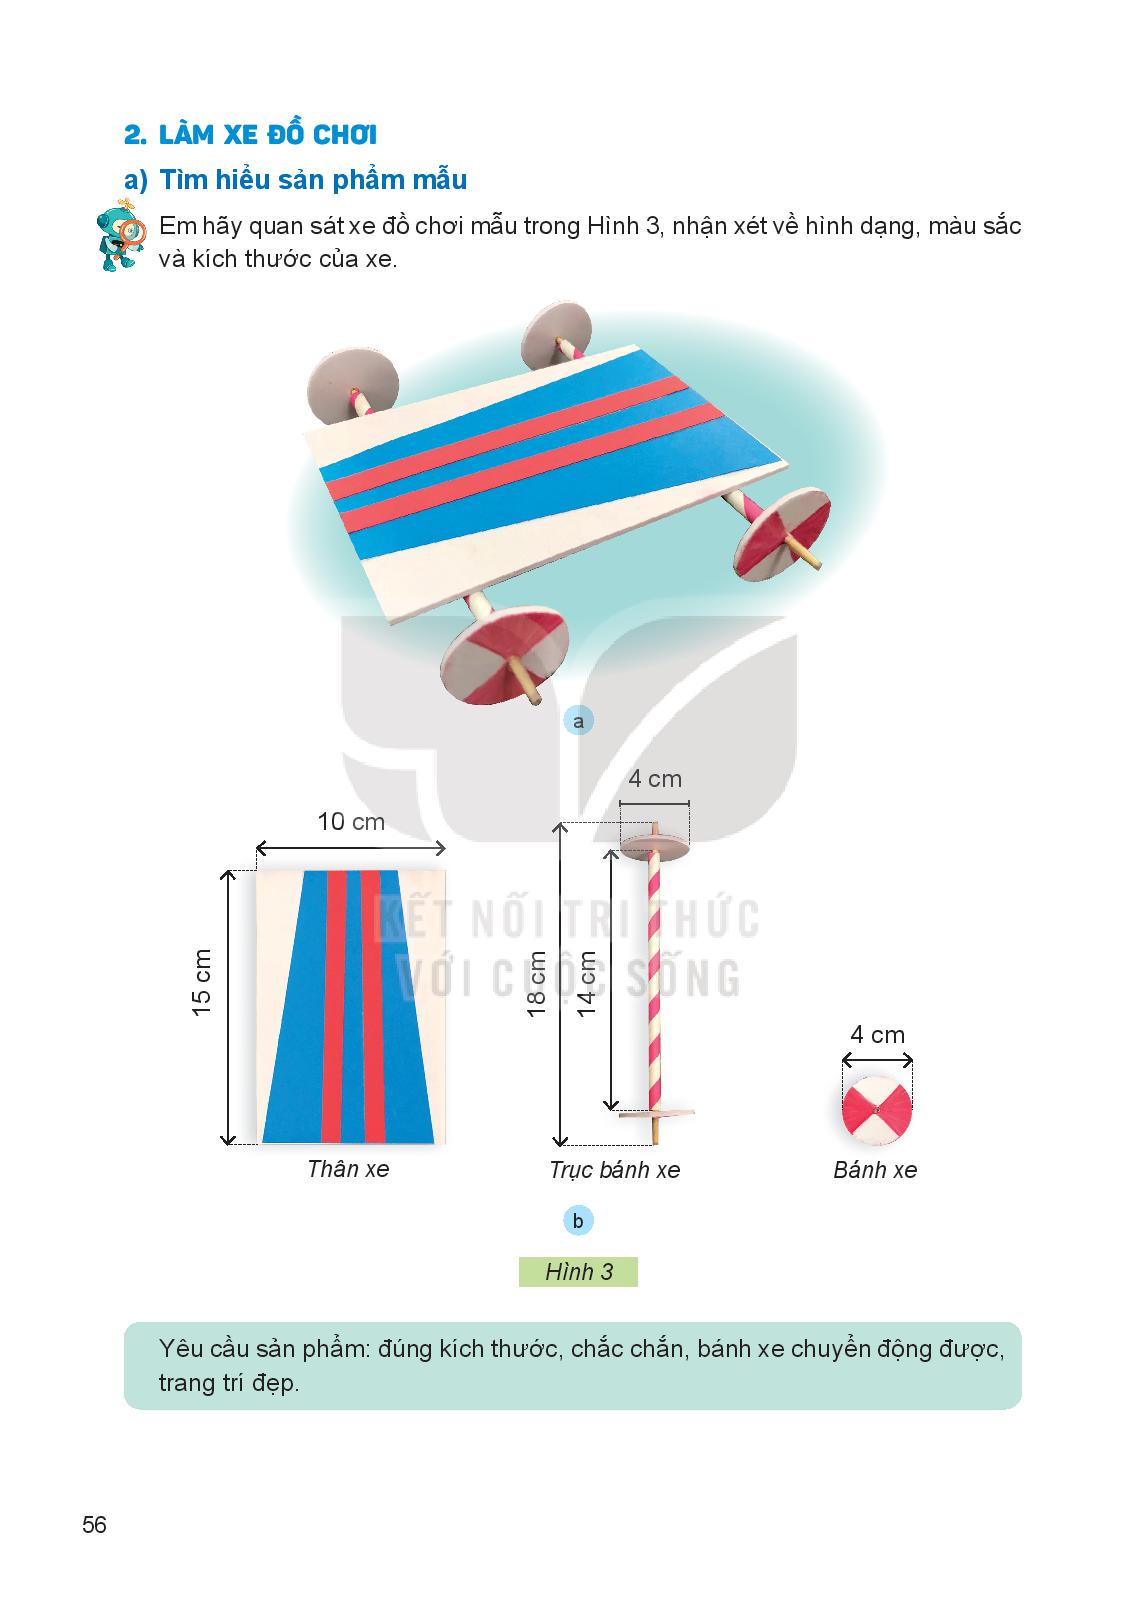 2. LÀM XE ĐỒ CHƠI
a) Tìm hiểu sản phẩm mẫu
Em hãy quan sát xe đồ chơi mẫu trong Hình 3, nhận xét về hình dạng, màu sắc
và kích thước của xe.
a
4 cm
10 cm
15 cm
18 cm
14 cm
4 cm
KẾT NỐI TRI THỨC
VỚI CUỘC SỐNG
Thân xe
Trục bánh xe
Bánh xe
b
Hình 3
Yêu cầu sản phẩm: đúng kích thước, chắc chắn, bánh xe chuyển động được,
trang trí đẹp.
56